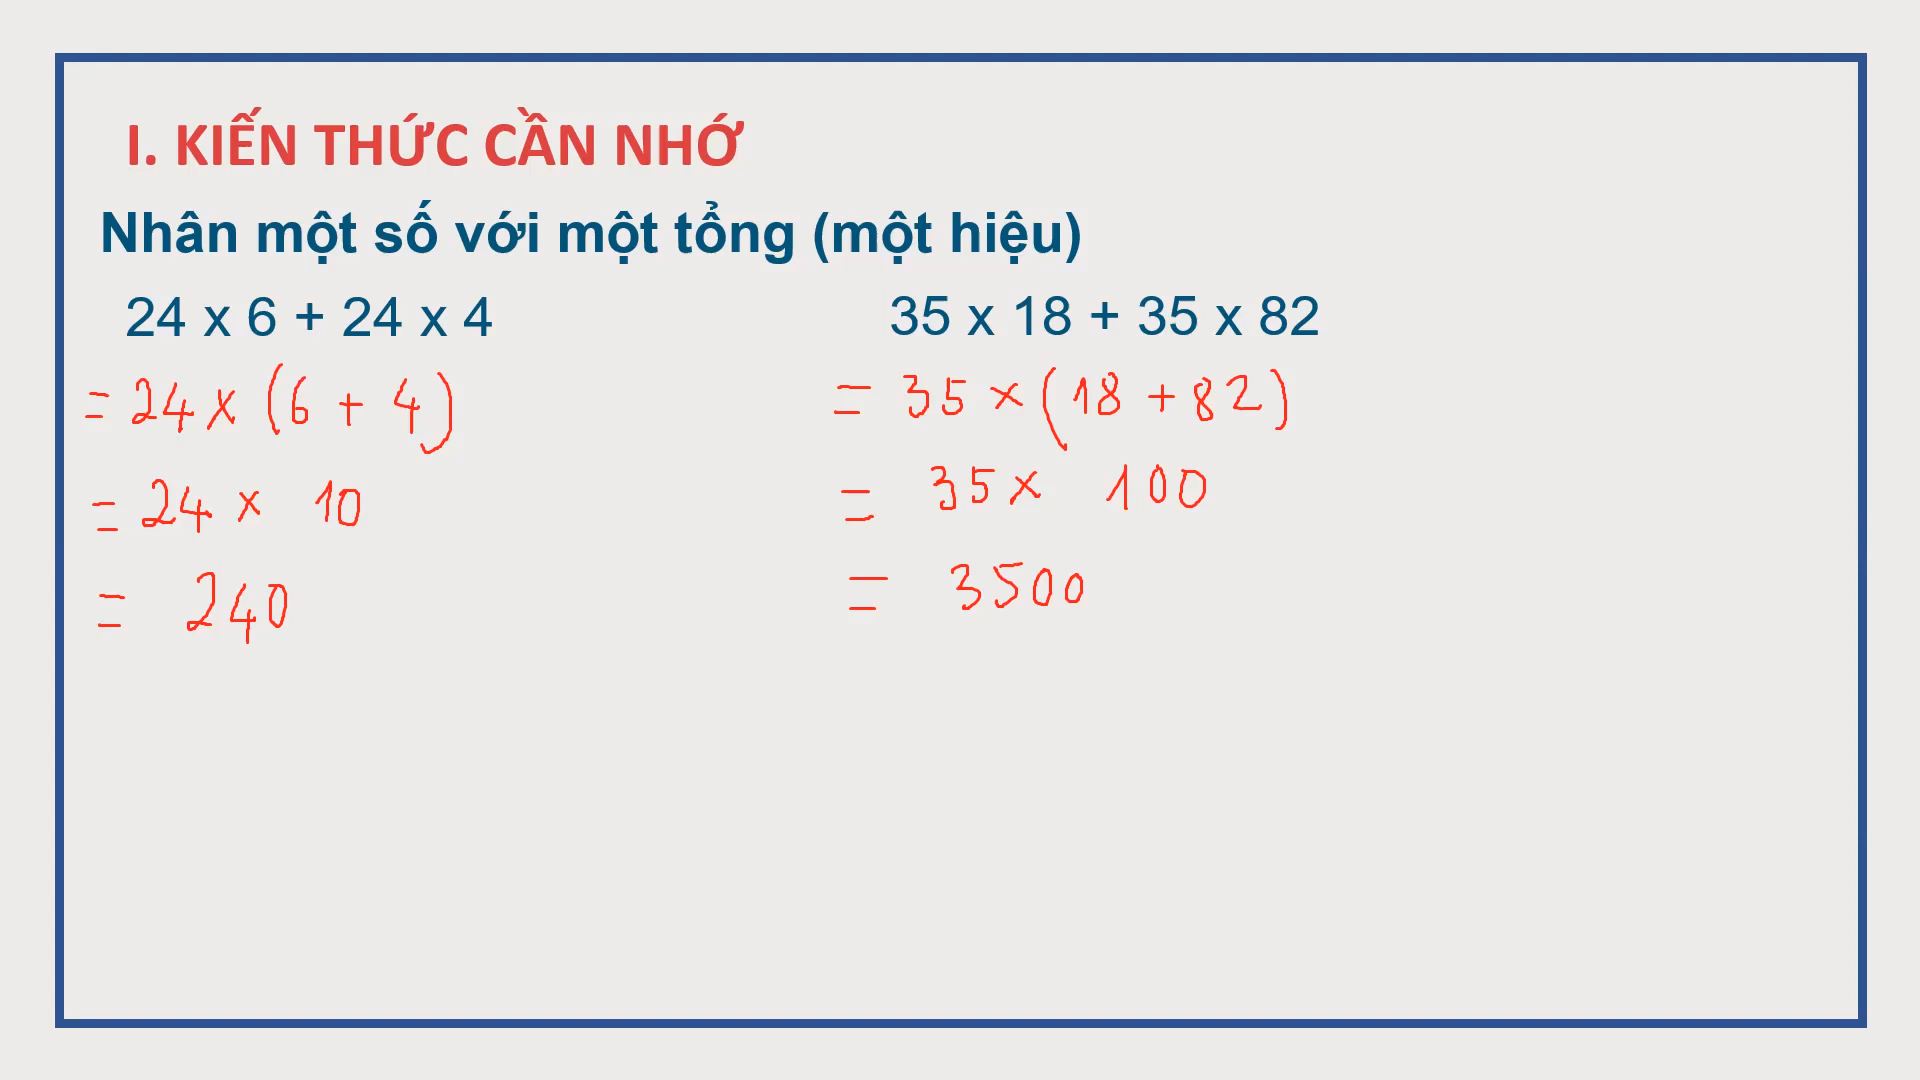 I. KIẾN THỨC CẦN NHỚ
Nhân một số với một tổng (một hiệu)
24 x 6 + 24 x 4
= 24 x (6 + 4)
= 24 x 10
= 240
35 x 18 + 35 x 82
= 35 x (18 + 82)
= 35 x 100
= 3500